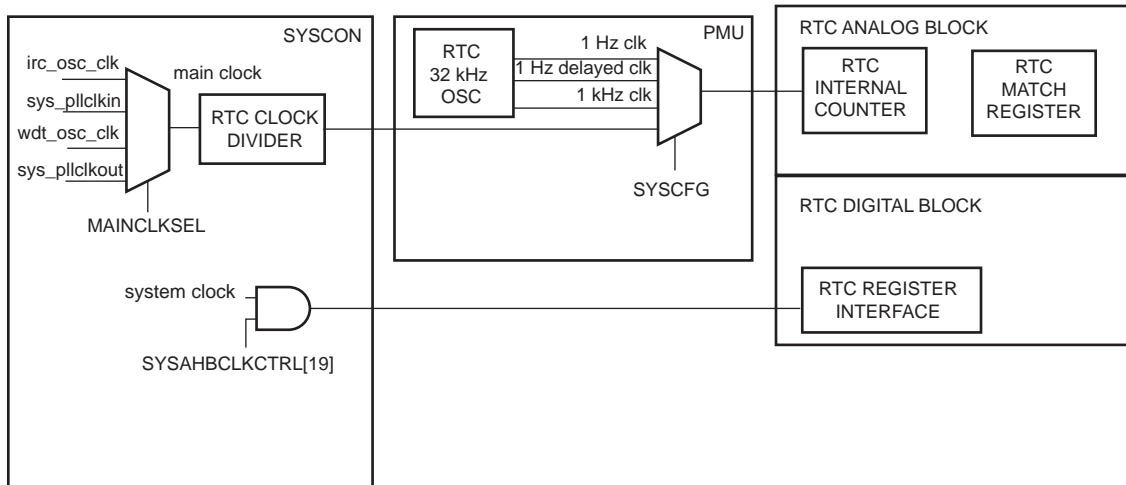 SYSCON
irc_osc_clk
main clock
sys_pllclkin
wdt_osc_clk
sys_pllclkout
RTC CLOCK
DIVIDER
MAINCLKSEL
system clock
SYSAHBCLKCTRL[19]
PMU
RTC
32 kHz
OSC
1 Hz clk
1 Hz delayed clk
1 kHz clk
SYSCFG
RTC ANALOG BLOCK
RTC
INTERNAL
COUNTER
RTC
MATCH
REGISTER
RTC DIGITAL BLOCK
RTC REGISTER
INTERFACE